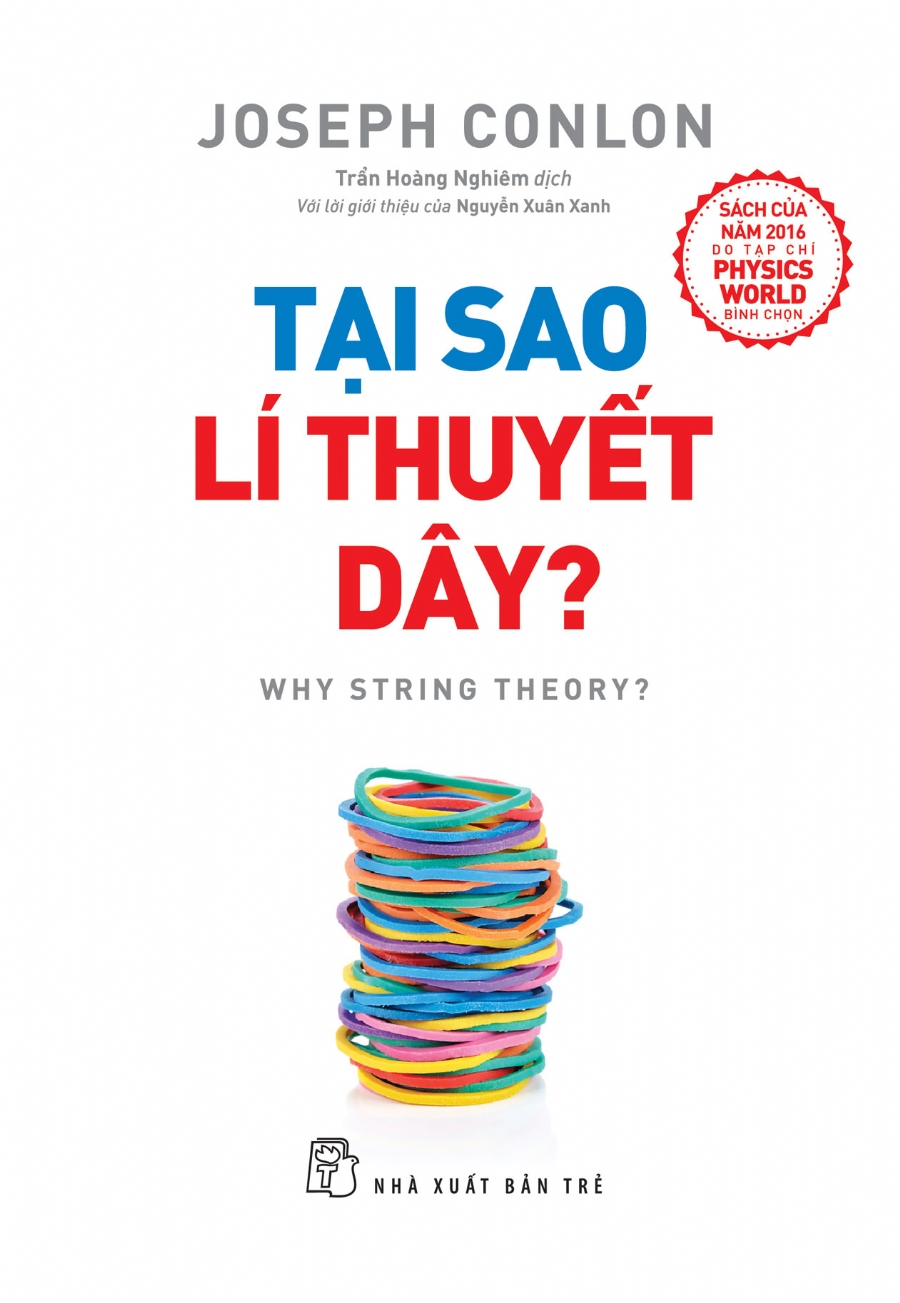 JOSEPH CONLON
Trần Hoàng Nghiêm dịch
Với lời giới thiệu của Nguyễn Xuân Xanh
SÁCH CỦA
NĂM 2016
DO TẠP CHÍ
PHYSICS
WORLD
BÌNH CHỌN
TẠI SAO
LÍ THUYẾT
DÂY?
WHY STRING THEORY?
T
NHÀ XUẤT BẢN TRẺ